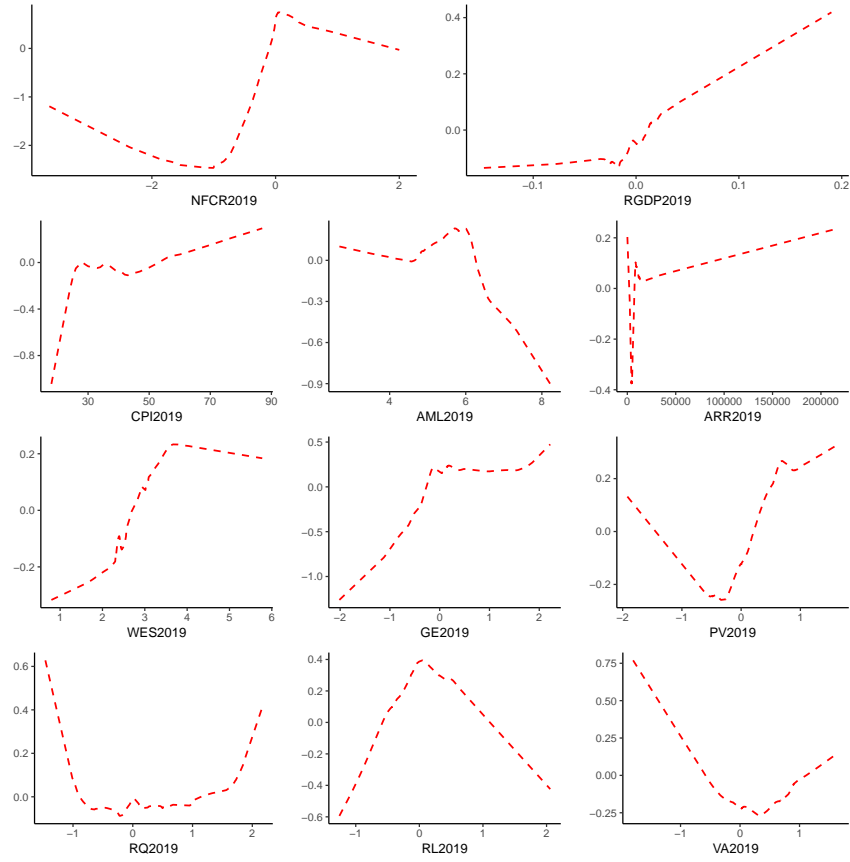 0
−1
−2
−2 0 2
NFCR2019
0.4
0.2
0.0
−0.1 0.0 0.1 0.2
RGDP2019
0.0
−0.4
−0.8
30 50 70 90
CPI2019
0.3
0.0
−0.3
−0.6
−0.9
4 6 8
AML2019
0.2
0.0
−0.2
−0.4
0 50000 100000 150000 200000
ARR2019
0.2
0.0
−0.2
1 2 3 4 5 6
WES2019
0.5
0.0
−0.5
−1.0
−2 −1 0 1 2
GE2019
0.2
0.0
−0.2
−2 −1 0 1
PV2019
0.6
0.4
0.2
0.0
−1 0 1 2
RQ2019
0.4
0.2
0.0
−0.2
−0.4
−0.6
−1 0 1 2
RL2019
0.75
0.50
0.25
0.00
−0.25
−1 0 1
VA2019